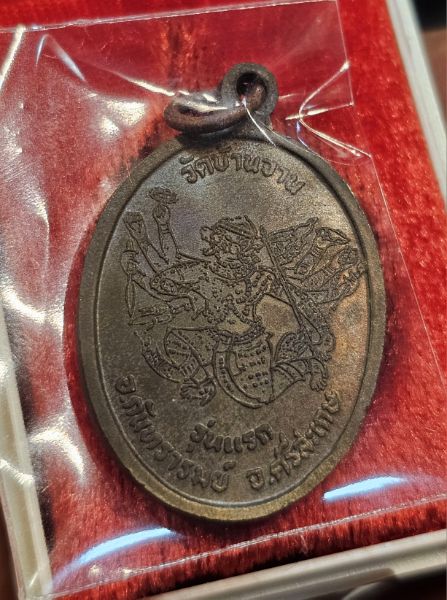 วัดบ้านจาน
รุ่นแรก
อ.กันทรารมย์ จ.ศรีสะเกษ